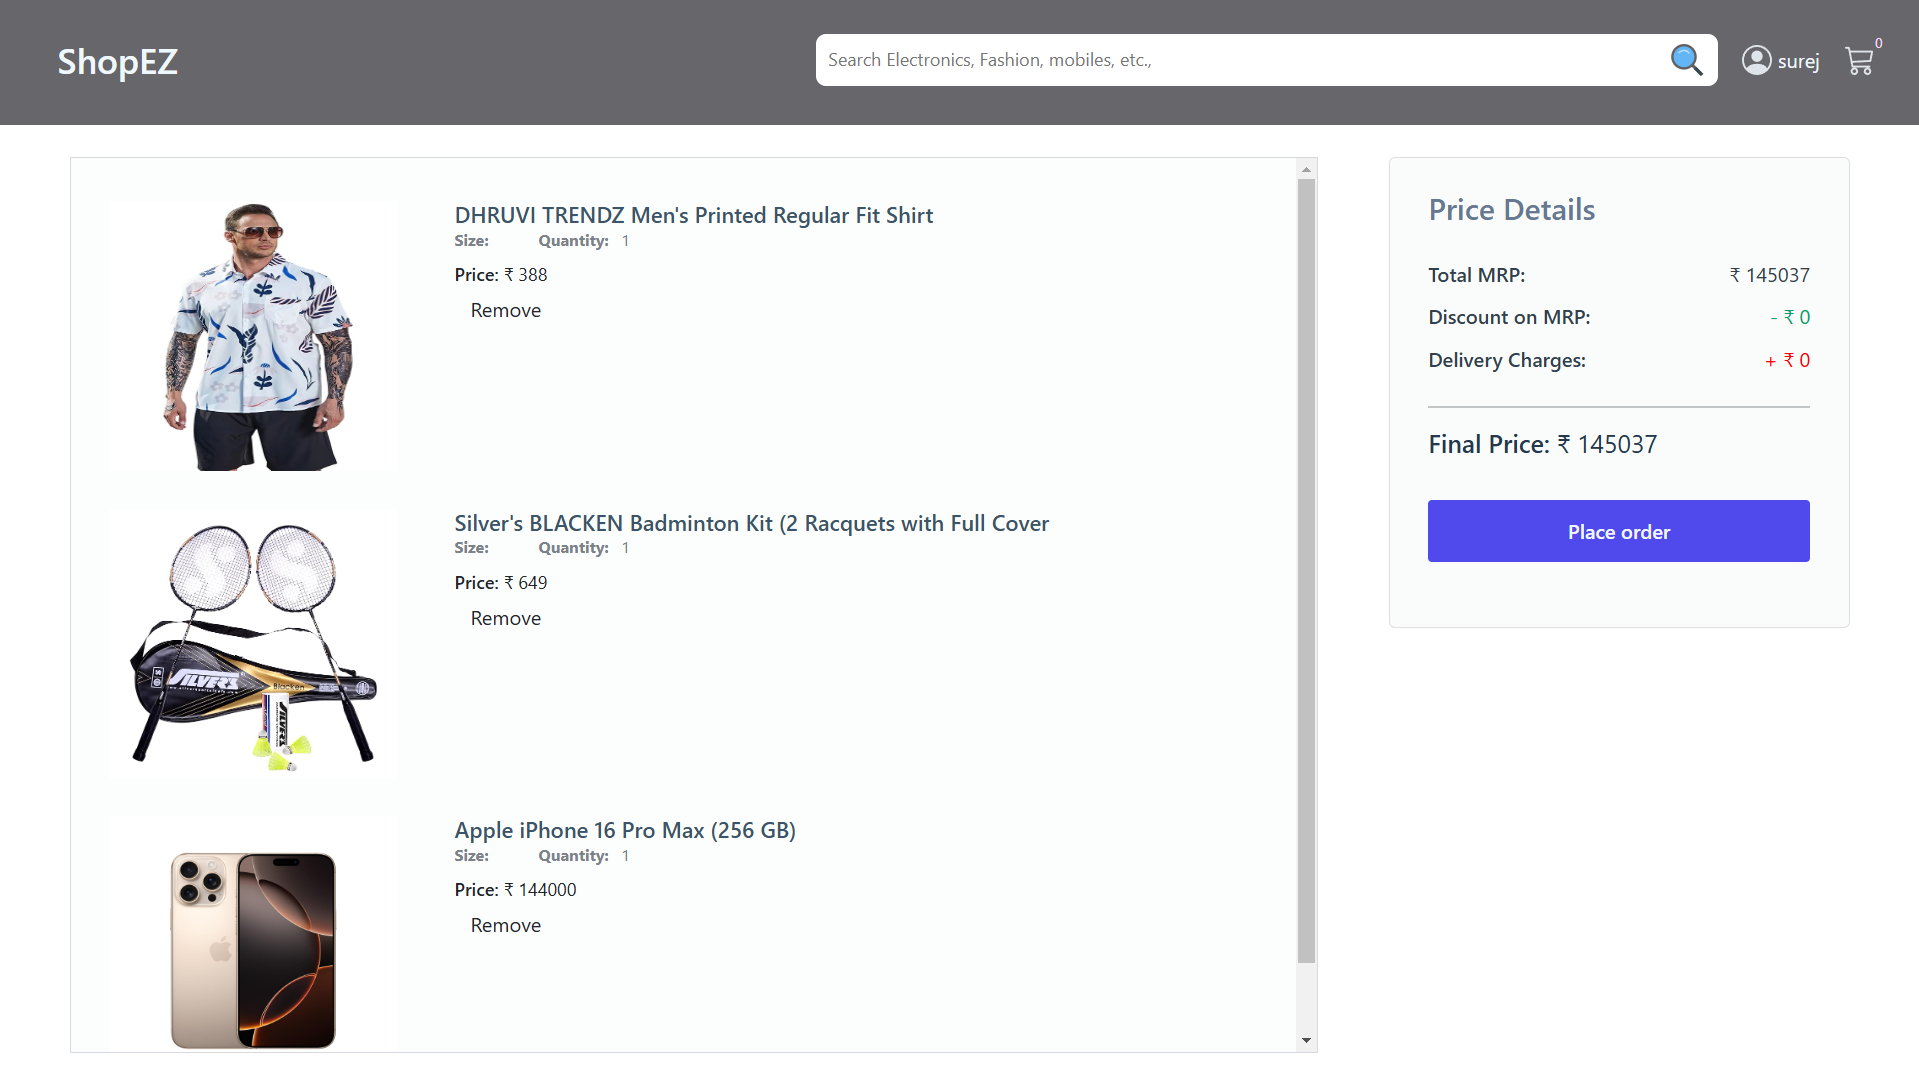 ShopEZ
Search Electronics, Fashion, mobiles, etc.,
surej
0
DHRUVI TRENDZ Men's Printed Regular Fit Shirt
Size: Quantity: 1
Price: ₹ 388
Remove
Silver's BLACKEN Badminton Kit (2 Racquets with Full Cover
Size: Quantity: 1
Price: ₹ 649
Remove
SILVER'S
Blacken
SILVER'S
Apple iPhone 16 Pro Max (256 GB)
Size: Quantity: 1
Price: ₹ 144000
Remove
Price Details
Total MRP: ₹ 145037
Discount on MRP: - ₹ 0
Delivery Charges: + ₹ 0
Final Price: ₹ 145037
Place order